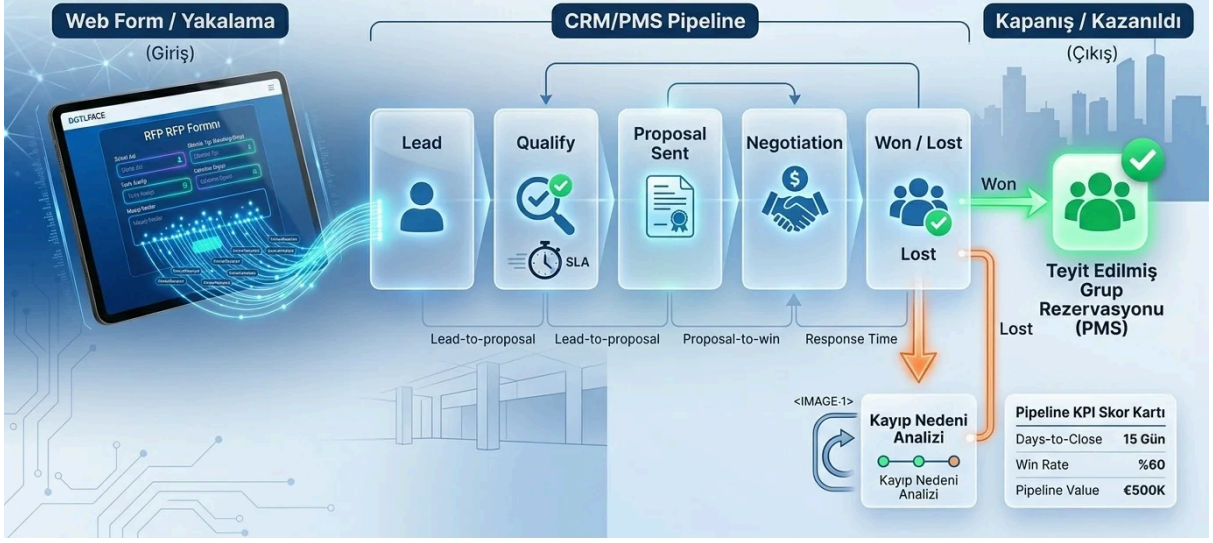 Web Form / Yakalama
(Giriş)
CRM/PMS Pipeline
Kapanış / Kazanıldı
(Çıkış)
DGTLFACE
RFP RFP Formnı
Lead
Qualify
SLA
Proposal
Sent
Negotiation
Won / Lost
Lost
Won
Teyit Edilmiş
Grup
Rezervasyonu
(PMS)
Lead-to-proposal
Lead-to-proposal
Proposal-to-win
Response Time
Lost
<IMAGE-1>
Kayıp Nedeni
Analizi
Kayıp Nedeni
Analizi
Pipeline KPI Skor Kartı
Days-to-Close 15 Gün
Win Rate %60
Pipeline Value €500K